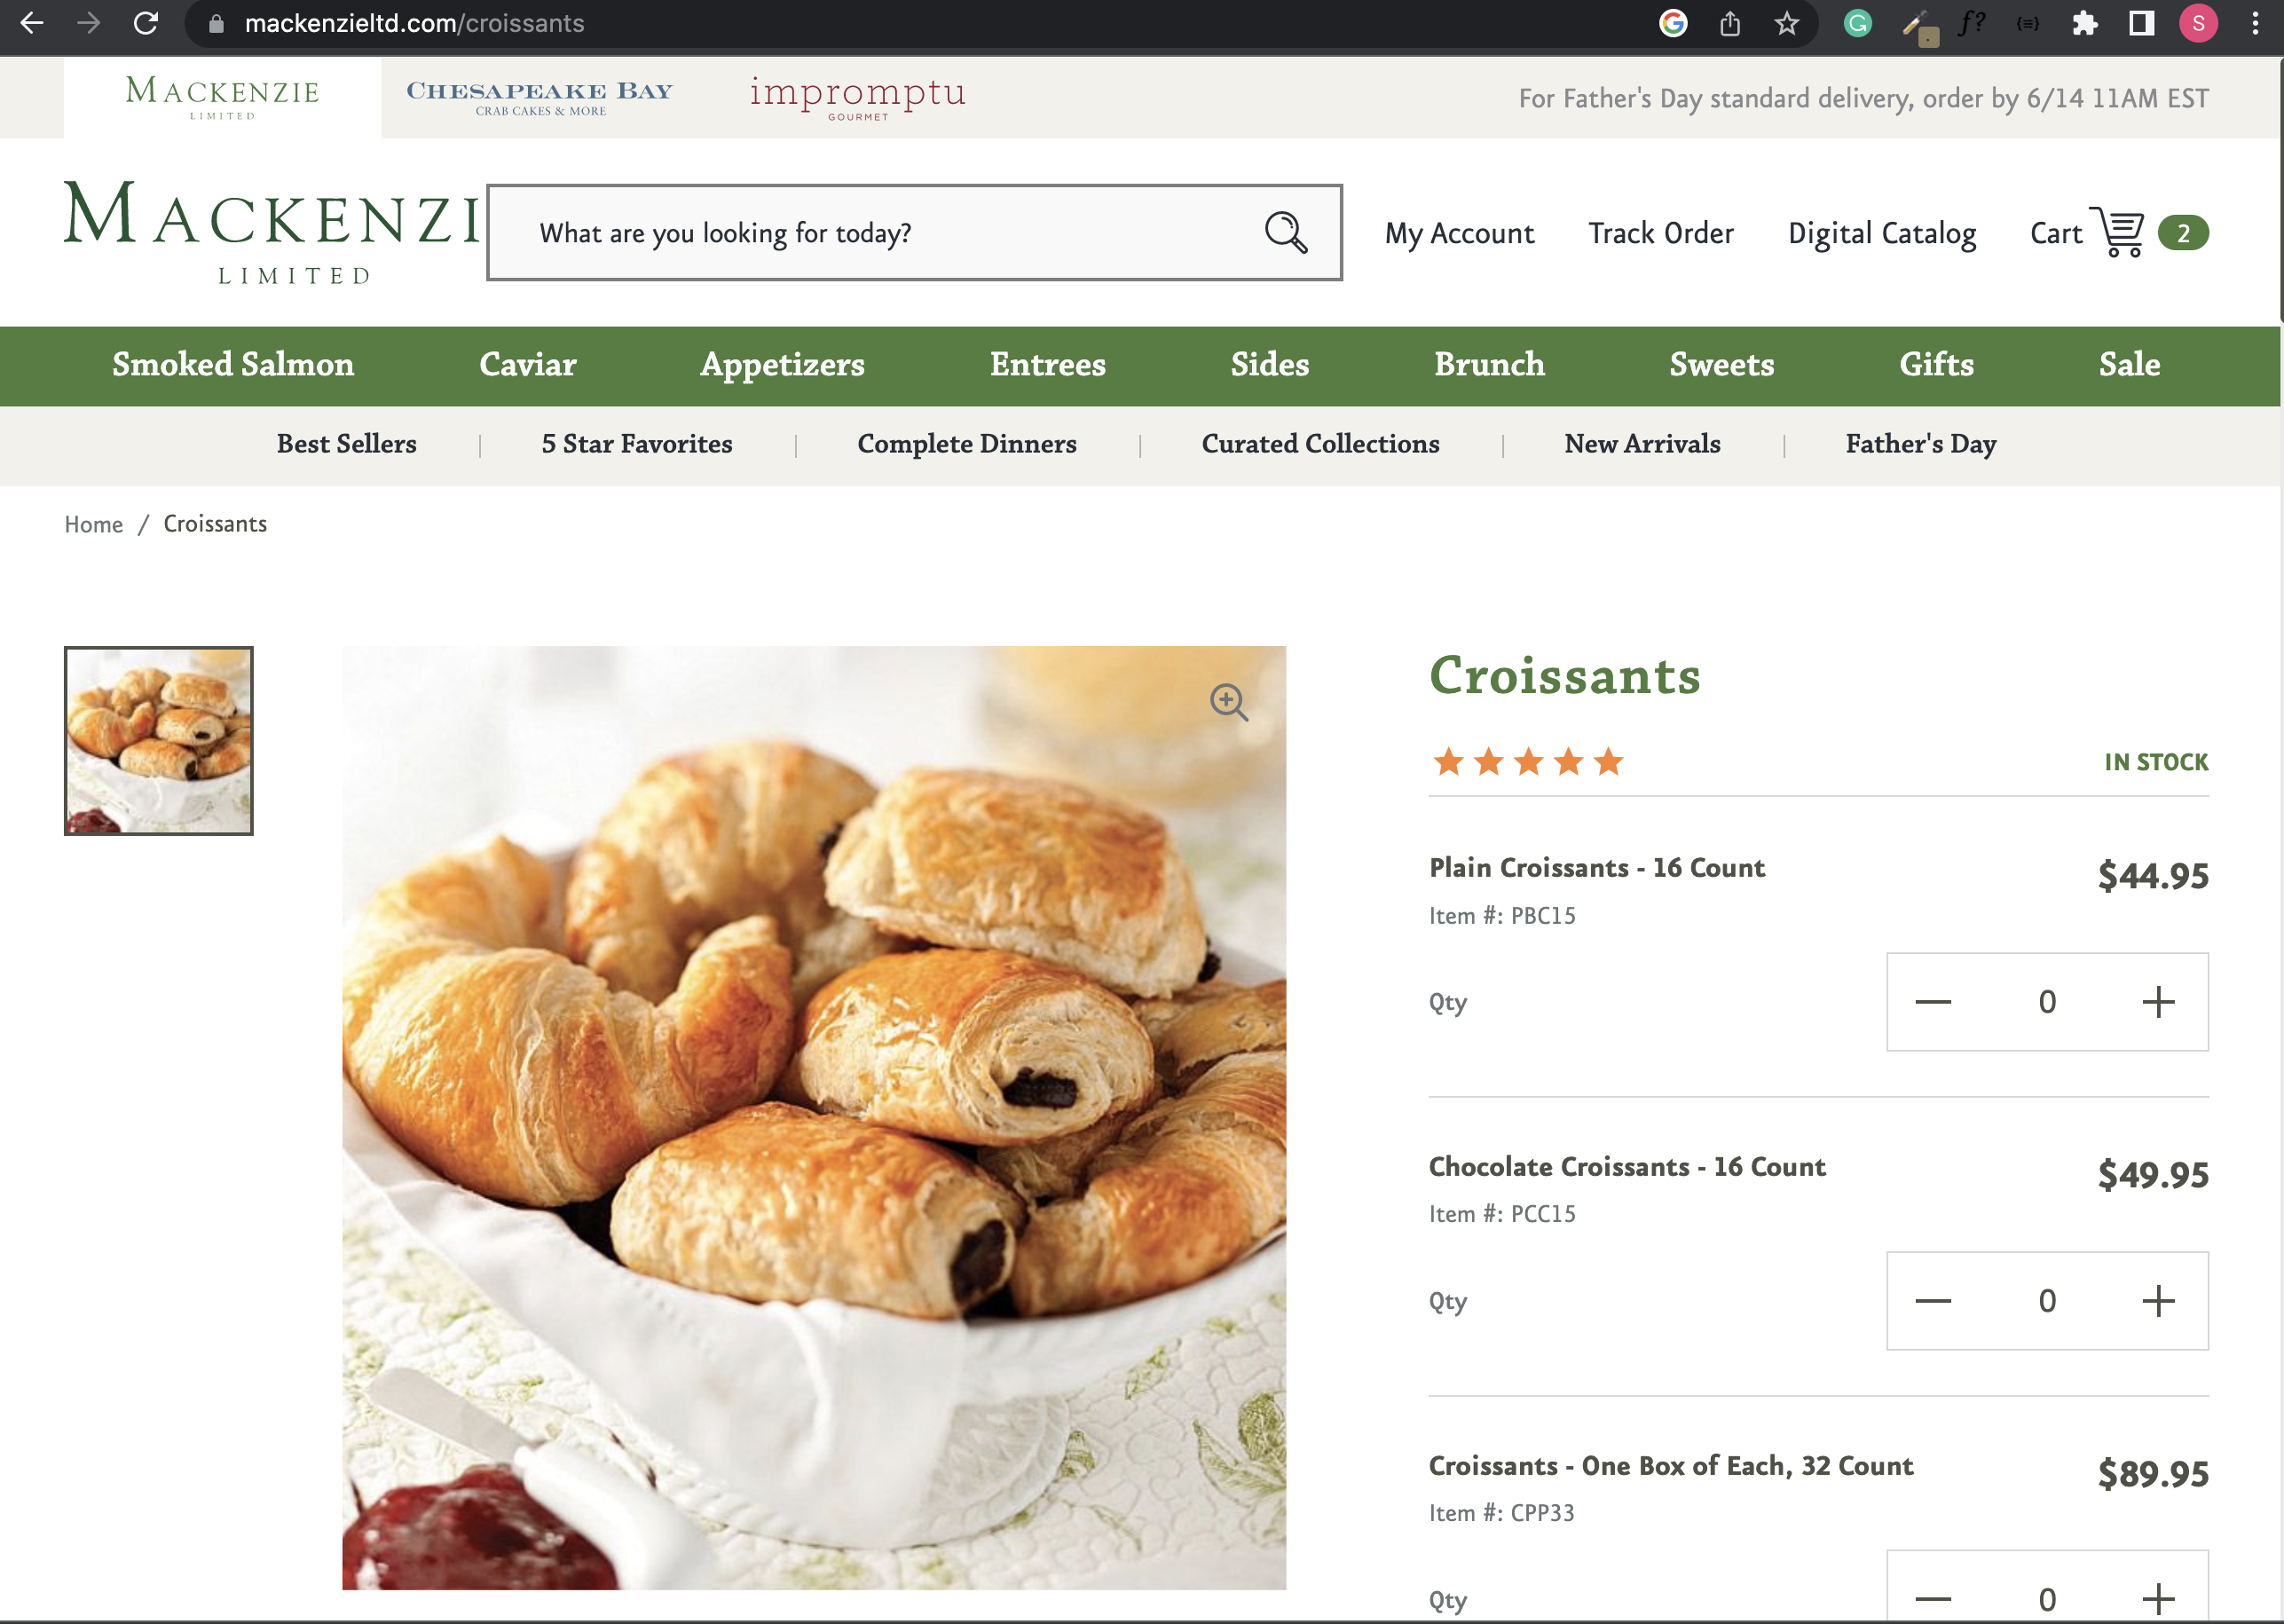 mackenzieltd.com/croissants
S
MACKENZIE
LIMITED
CHESAPEAKE BAY
CRAB CAKES & MORE
impromptu
GOURMET
For Father's Day standard delivery, order by 6/14 11AM EST
MACKENZI
LIMITED
What are you looking for today?
My Account
Track Order
Digital Catalog
Cart
2
Smoked Salmon
Caviar
Appetizers
Entrees
Sides
Brunch
Sweets
Gifts
Sale
Best Sellers
5 Star Favorites
Complete Dinners
Curated Collections
New Arrivals
Father's Day
Home / Croissants
Croissants
IN STOCK
Plain Croissants - 16 Count
$44.95
Item #: PBC15
Qty
0
Chocolate Croissants - 16 Count
$49.95
Item #: PCC15
Qty
0
Croissants - One Box of Each, 32 Count
$89.95
Item #: CPP33
Qty
0